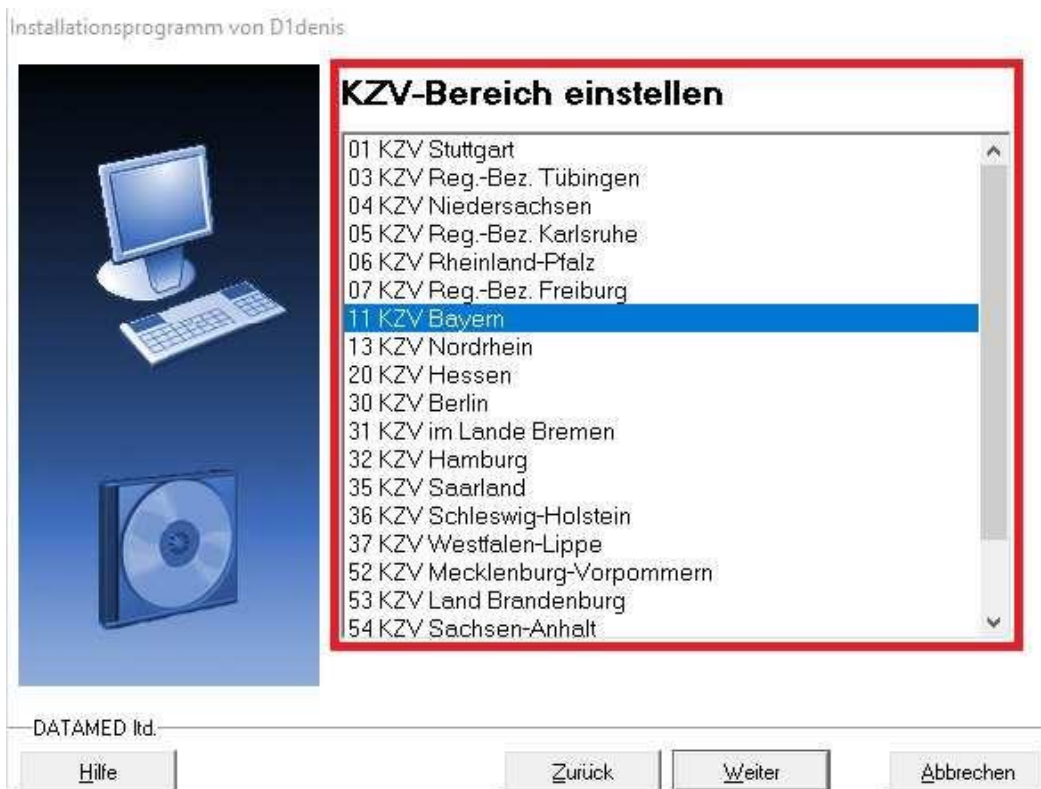 Installationsprogramm von D1denis
KZV-Bereich einstellen
01 KZV Stuttgart
03 KZV Reg.-Bez. Tübingen
04 KZV Niedersachsen
05 KZV Reg.-Bez. Karlsruhe
06 KZV Rheinland-Pfalz
07 KZV Reg.-Bez. Freiburg
11 KZV Bayern
13 KZV Nordrhein
20 KZV Hessen
30 KZV Berlin
31 KZV im Lande Bremen
32 KZV Hamburg
35 KZV Saarland
36 KZV Schleswig-Holstein
37 KZV Westfalen-Lippe
52 KZV Mecklenburg-Vorpommern
53 KZV Land Brandenburg
54 KZV Sachsen-Anhalt
DATAMED ltd.
Hilfe
Zurück
Weiter
Abbrechen